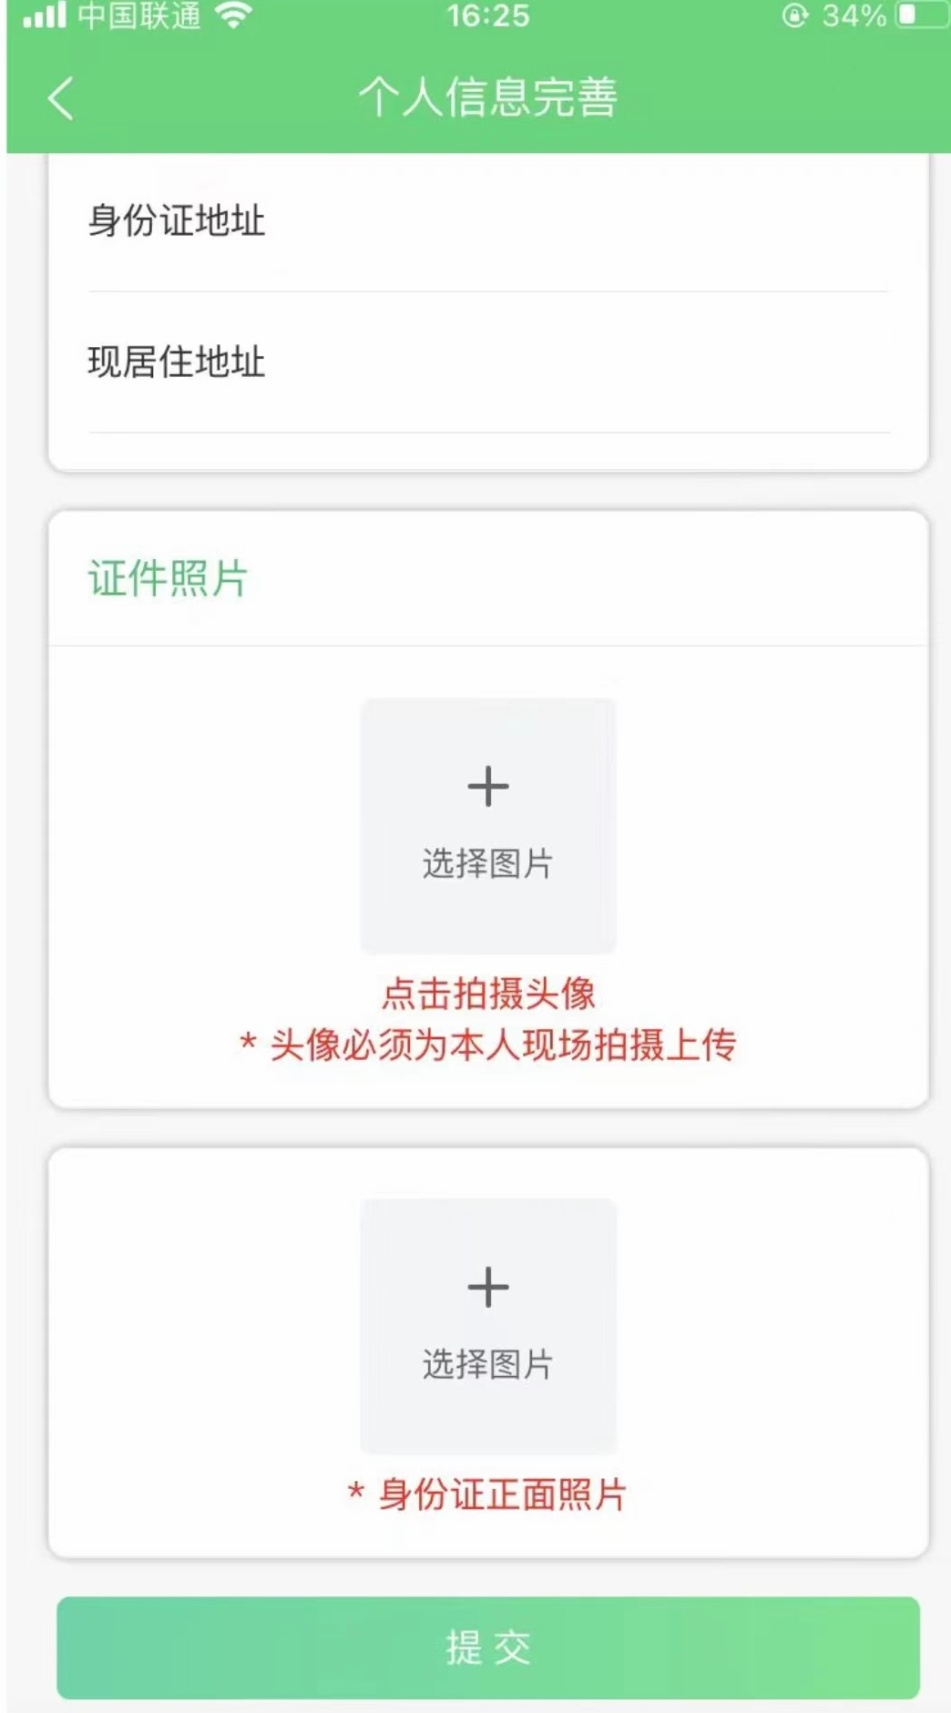 中国联通 16:25 34%
个人信息完善
身份证地址
现居住地址
证件照片
选择图片
点击拍摄头像
* 头像必须为本人现场拍摄上传
选择图片
* 身份证正面照片
提交